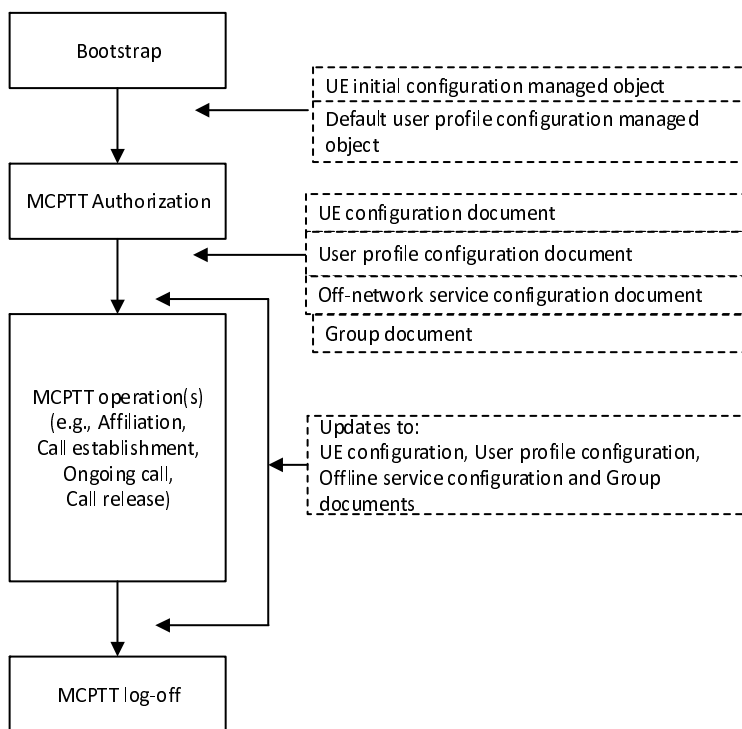 Bootstrap
UE initial configuration managed object
Default user profile configuration managed
object
MCPTT Authorization
UE configuration document
User profile configuration document
Off-network service configuration document
Group document
MCPTT operation(s)
(e.g., Affiliation,
Call establishment,
Ongoing call,
Call release)
Updates to:
UE configuration, User profile configuration,
Offline service configuration and Group
documents
MCPTT log-off